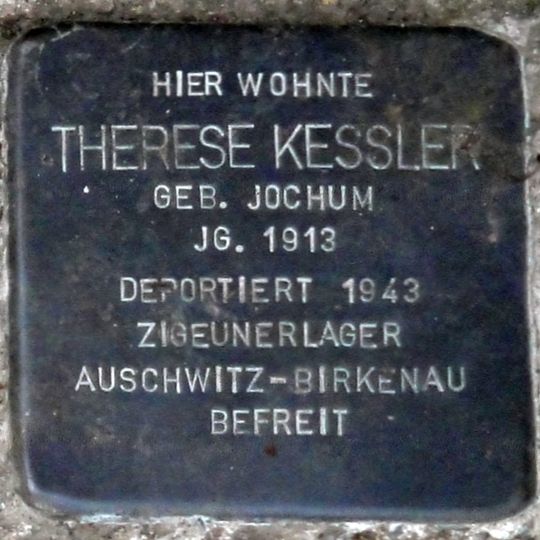 HIER WOHNTE
THERESE KESSLER
GEB. JOCHUM
JG. 1913
DEPORTIERT 1943
ZIGEUNERLAGER
AUSCHWITZ-BIRKENAU
BEFREIT